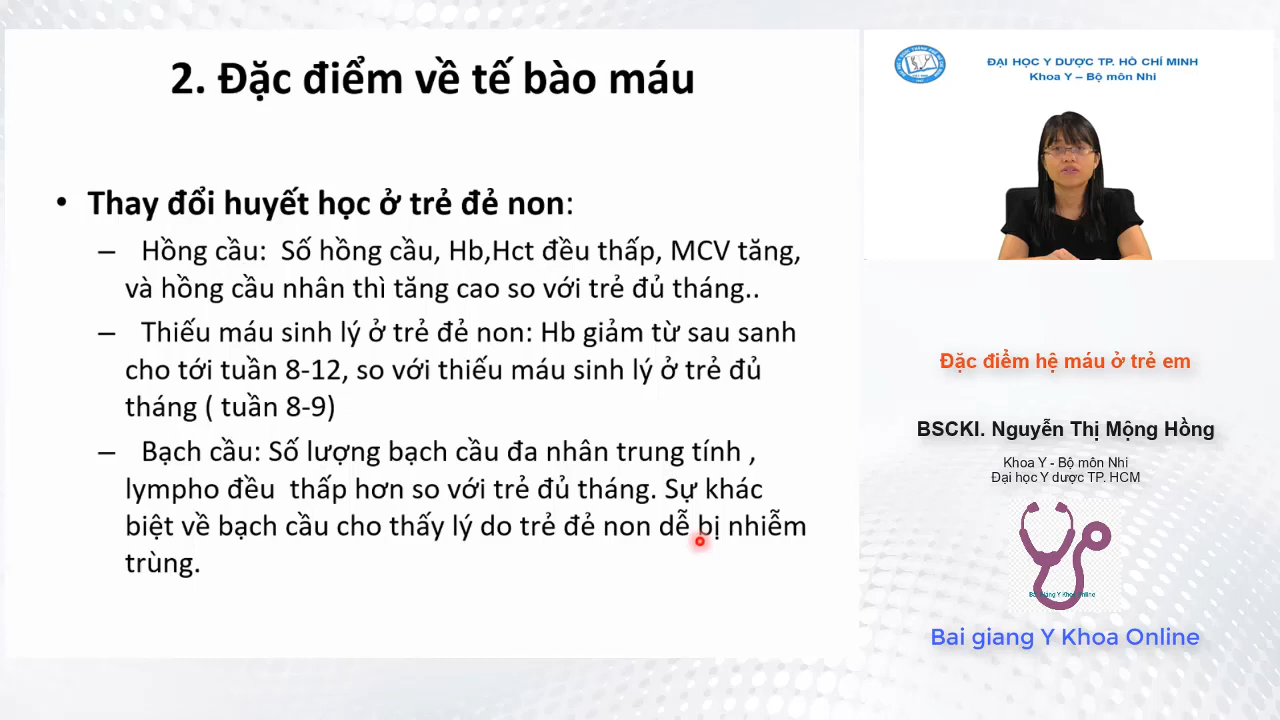 2. Đặc điểm về tế bào máu
• Thay đổi huyết học ở trẻ đẻ non:
– Hồng cầu: Số hồng cầu, Hb,Hct đều thấp, MCV tăng,
và hồng cầu nhân thì tăng cao so với trẻ đủ tháng..
– Thiếu máu sinh lý ở trẻ đẻ non: Hb giảm từ sau sanh
cho tới tuần 8-12, so với thiếu máu sinh lý ở trẻ đủ
tháng ( tuần 8-9)
– Bạch cầu: Số lượng bạch cầu đa nhân trung tính ,
lympho đều thấp hơn so với trẻ đủ tháng. Sự khác
biệt về bạch cầu cho thấy lý do trẻ đẻ non dễ bị nhiễm
trùng.
ĐẠI HỌC Y DƯỢC TP. HỒ CHÍ MINH
Khoa Y – Bộ môn Nhi
Đặc điểm hệ máu ở trẻ em
BSCKI. Nguyễn Thị Mộng Hồng
Khoa Y - Bộ môn Nhi
Đại học Y dược TP. HCM
Bai giang Y Khoa Online